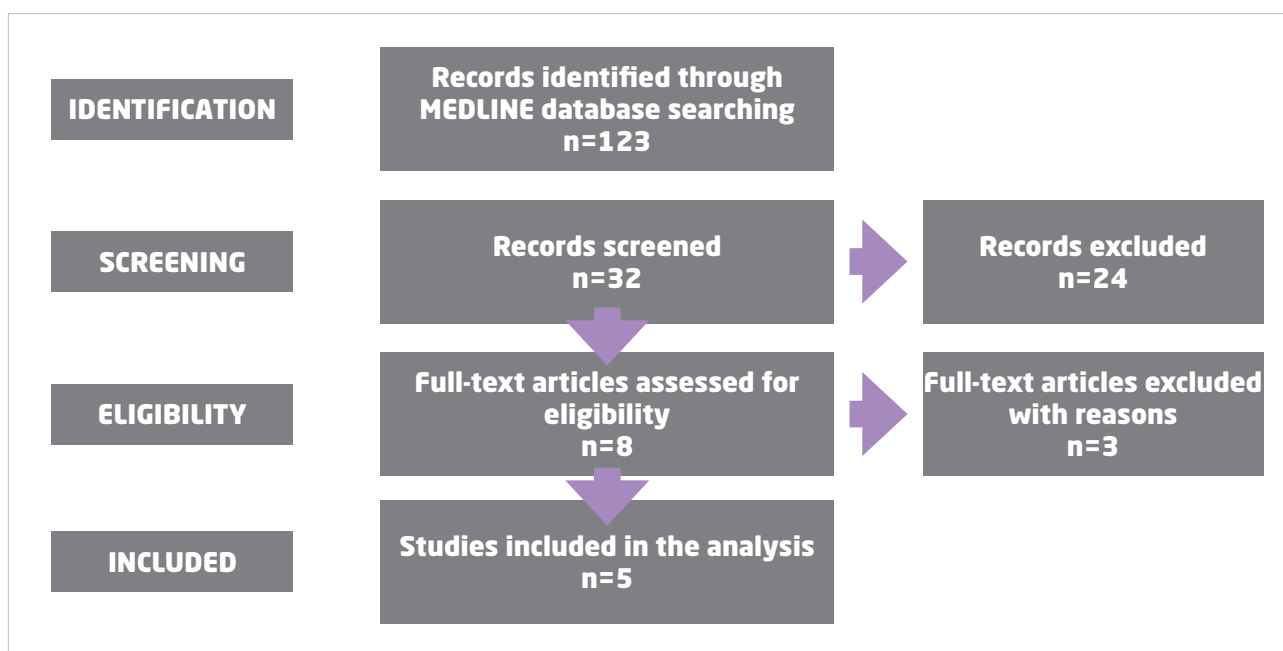 IDENTIFICATION
Records identified through
MEDLINE database searching
n=123
SCREENING
Records screened
n=32
Records excluded
n=24
ELIGIBILITY
Full-text articles assessed for
eligibility
n=8
Full-text articles excluded
with reasons
n=3
INCLUDED
Studies included in the analysis
n=5